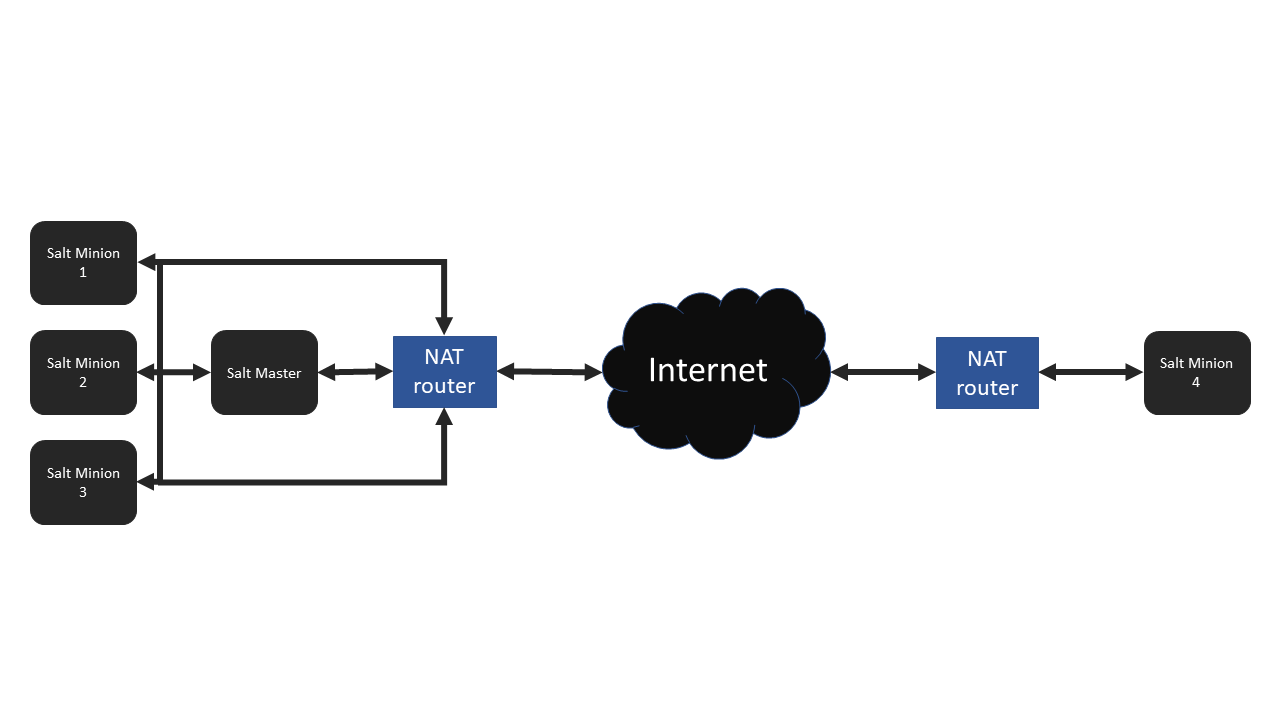 Salt Minion
1
Salt Minion
2
Salt Minion
3
Salt Master
NAT
router
Internet
NAT
router
Salt Minion
4